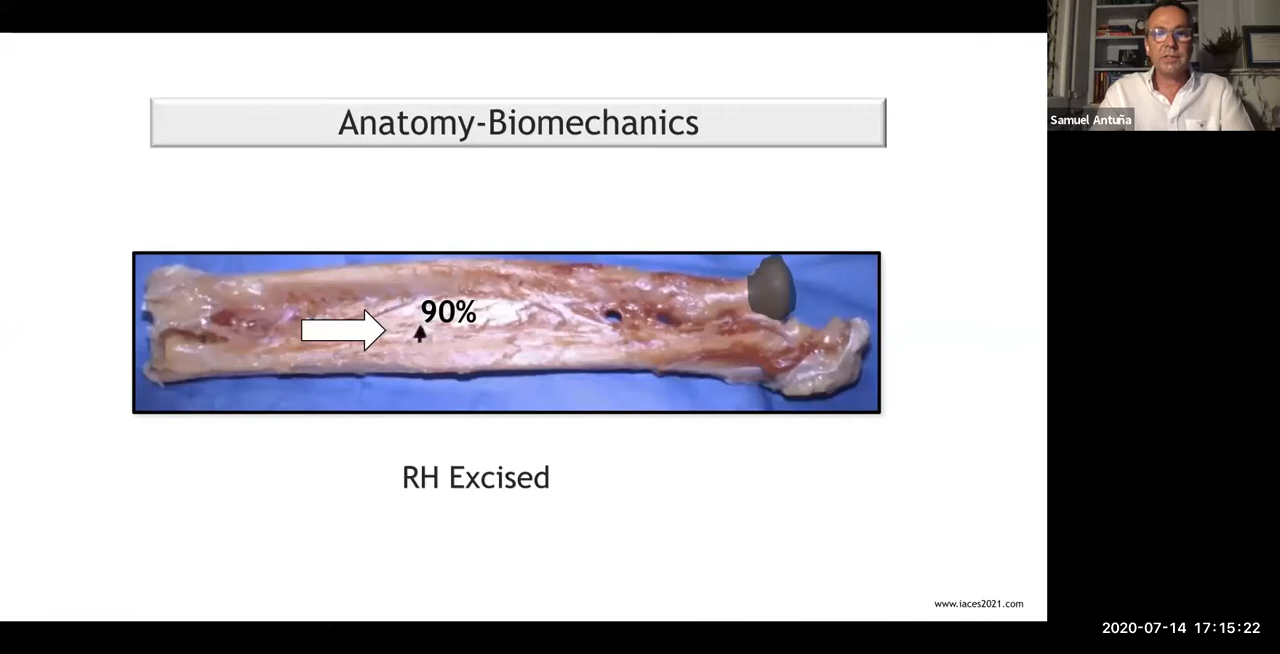 Anatomy-Biomechanics
Samuel Antuña
90%
RH Excised
www.iaces2021.com
2020-07-14 17:15:22